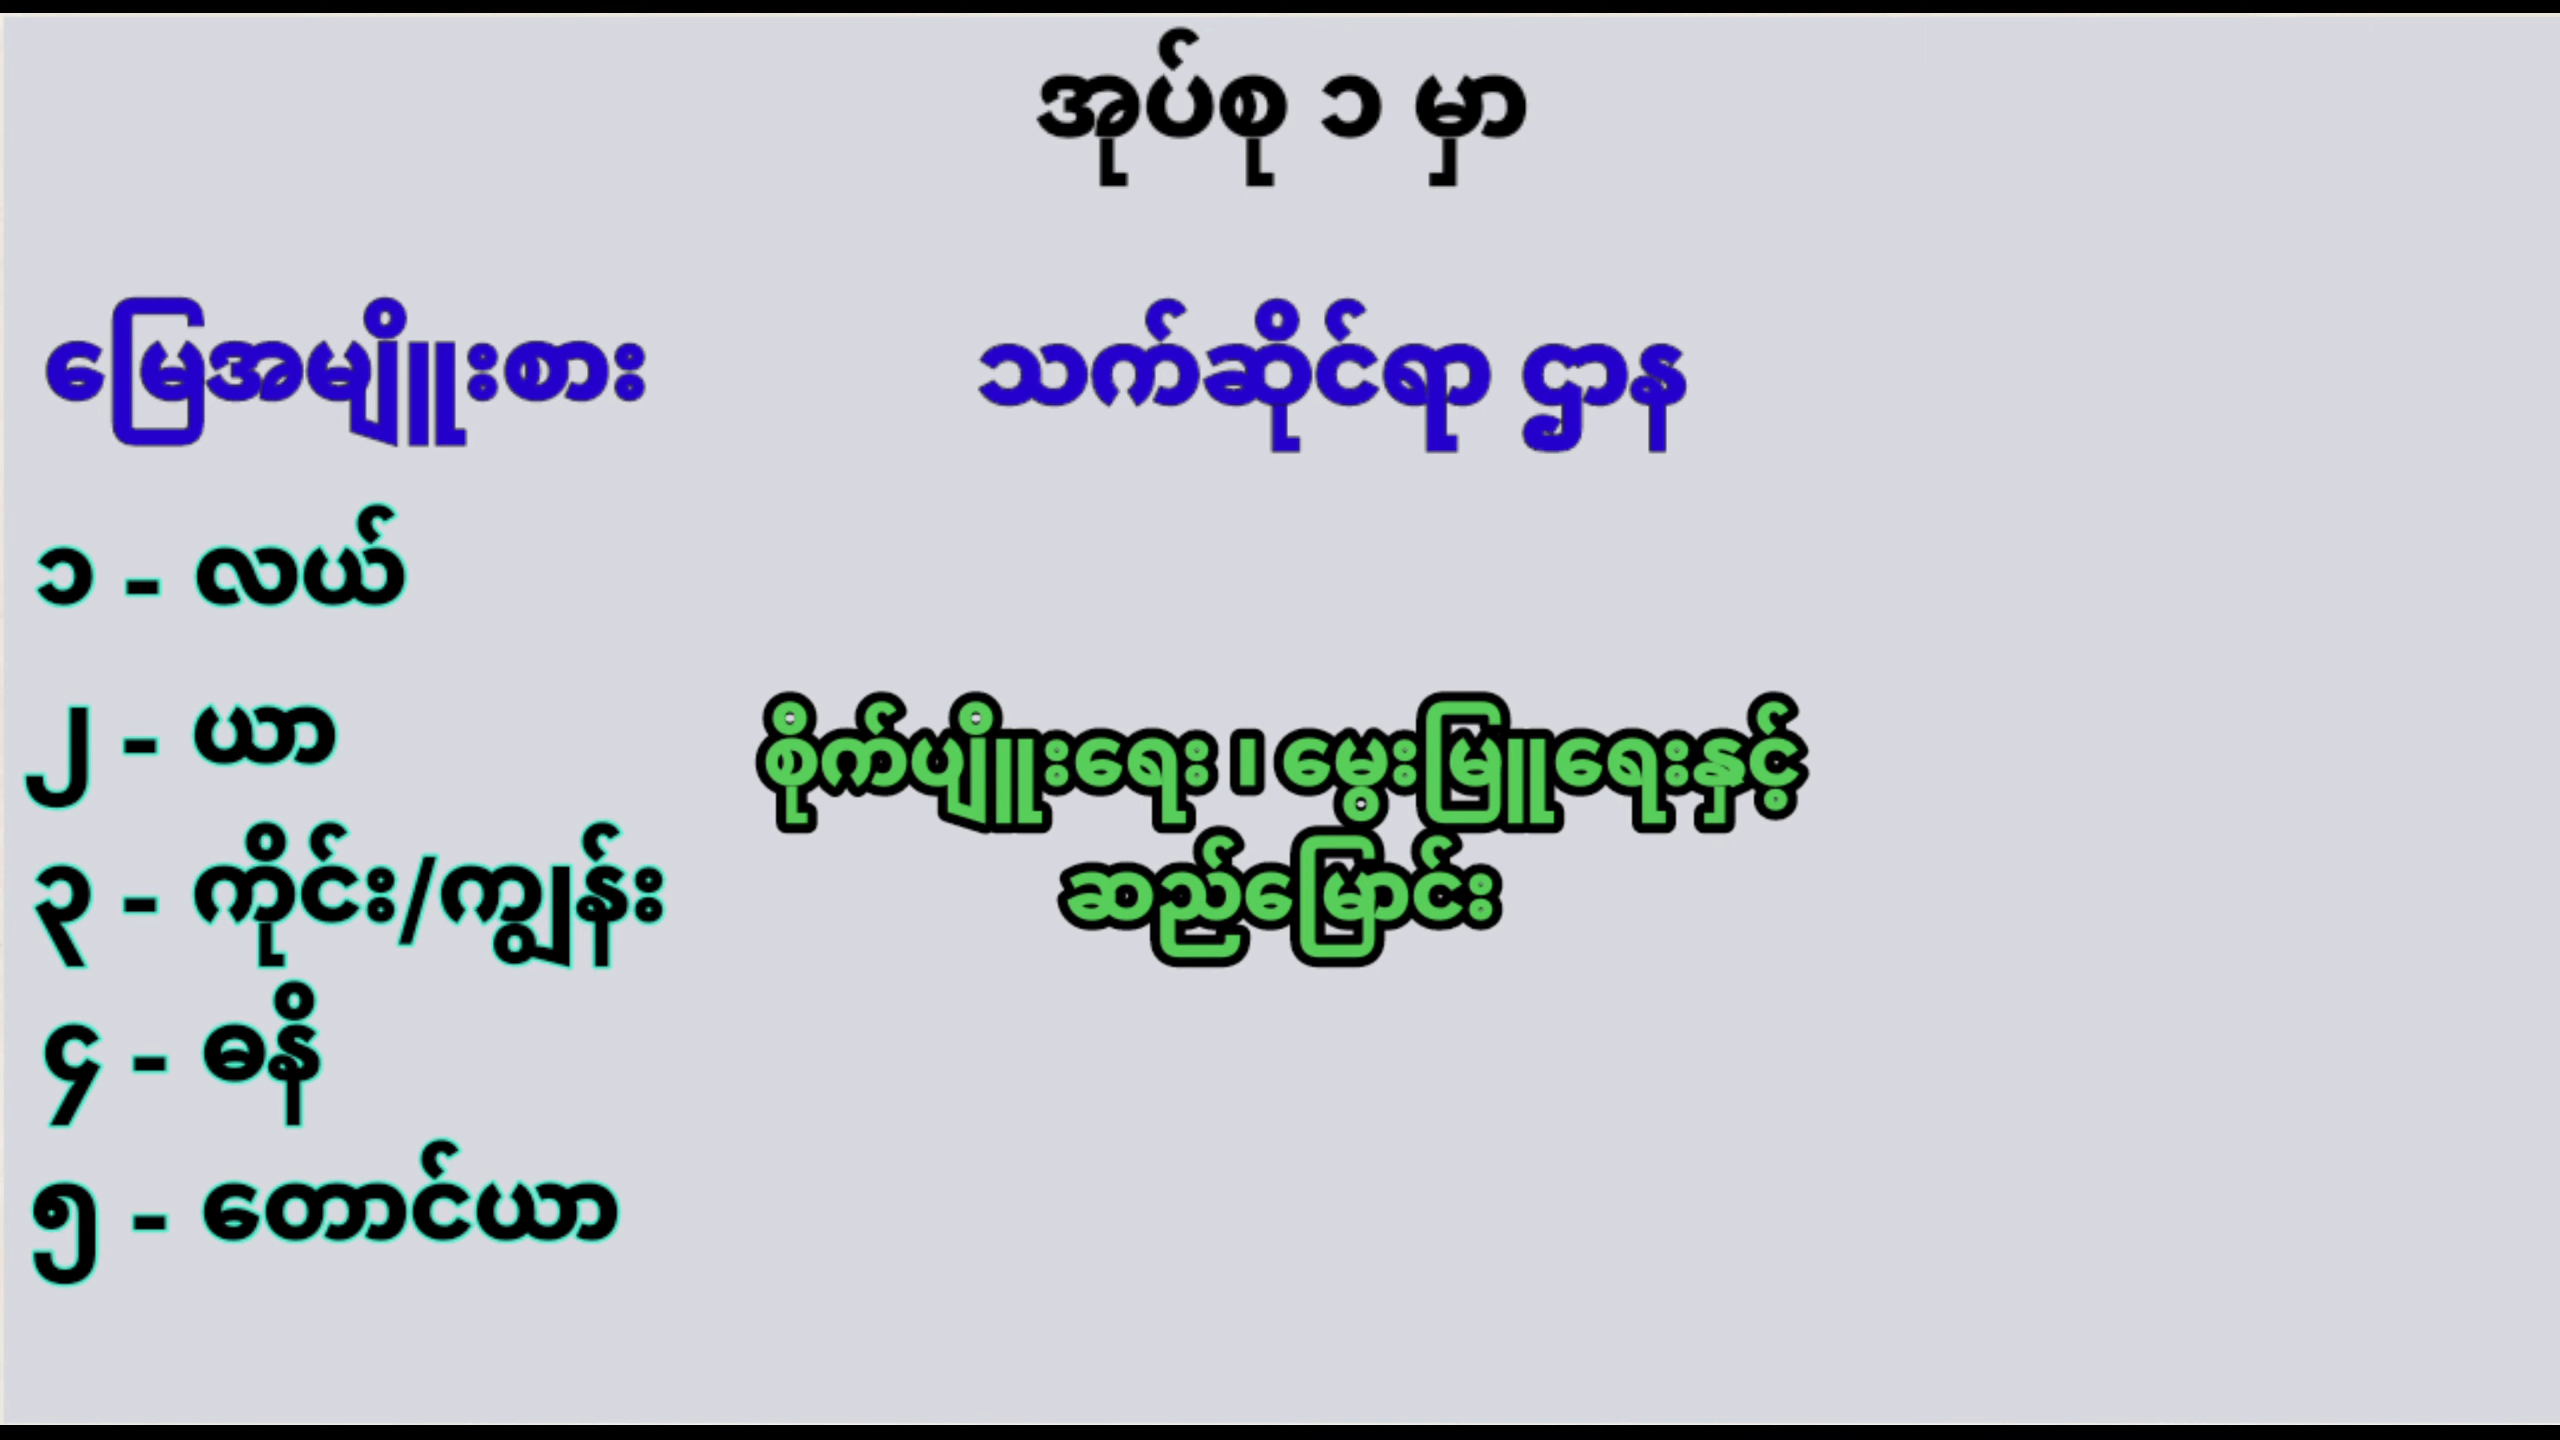 အုပ်စု ၁ မှာ
မြေအမျိုးစား
သက်ဆိုင်ရာ ဌာန
၁ - လယ်
၂ - ယာ
စိုက်ပျိုးရေး ၊ မွေးမြူရေးနှင့်
၃ - ကိုင်း/ကျွန်း
ဆည်မြောင်း
၄ - ဓနိ
၅ - တောင်ယာ